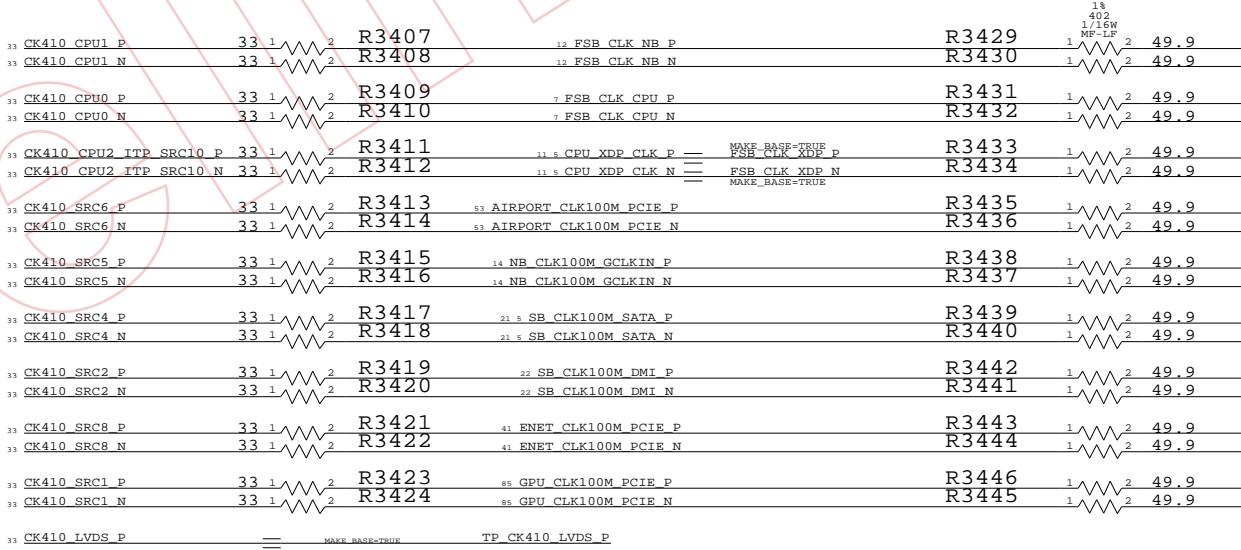 1%
402
1/16W
MF-LF
33 CK410_CPU1_P 33 1 2 R3407 12 FSB_CLK_NB_P R3429 1 2 49.9
33 CK410_CPU1_N 33 1 2 R3408 12 FSB_CLK_NB_N R3430 1 2 49.9
33 CK410_CPU0_P 33 1 2 R3409 7 FSB_CLK_CPU_P R3431 1 2 49.9
33 CK410_CPU0_N 33 1 2 R3410 7 FSB_CLK_CPU_N R3432 1 2 49.9
MAKE_BASE=TRUE
33 CK410_CPU2_ITP_SRC10_P 33 1 2 R3411 11 5 CPU_XDP_CLK_P FSB_CLK_XDP_P R3433 1 2 49.9
33 CK410_CPU2_ITP_SRC10_N 33 1 2 R3412 11 5 CPU_XDP_CLK_N FSB_CLK_XDP_N R3434 1 2 49.9
MAKE_BASE=TRUE
33 CK410_SRC6_P 33 1 2 R3413 53 AIRPORT_CLK100M_PCIE_P R3435 1 2 49.9
33 CK410_SRC6_N 33 1 2 R3414 53 AIRPORT_CLK100M_PCIE_N R3436 1 2 49.9
33 CK410_SRC5_P 33 1 2 R3415 14 NB_CLK100M_GCLKIN_P R3438 1 2 49.9
33 CK410_SRC5_N 33 1 2 R3416 14 NB_CLK100M_GCLKIN_N R3437 1 2 49.9
33 CK410_SRC4_P 33 1 2 R3417 21 5 SB_CLK100M_SATA_P R3439 1 2 49.9
33 CK410_SRC4_N 33 1 2 R3418 21 5 SB_CLK100M_SATA_N R3440 1 2 49.9
33 CK410_SRC2_P 33 1 2 R3419 22 SB_CLK100M_DMI_P R3442 1 2 49.9
33 CK410_SRC2_N 33 1 2 R3420 22 SB_CLK100M_DMI_N R3441 1 2 49.9
33 CK410_SRC8_P 33 1 2 R3421 41 ENET_CLK100M_PCIE_P R3443 1 2 49.9
33 CK410_SRC8_N 33 1 2 R3422 41 ENET_CLK100M_PCIE_N R3444 1 2 49.9
33 CK410_SRC1_P 33 1 2 R3423 85 GPU_CLK100M_PCIE_P R3446 1 2 49.9
33 CK410_SRC1_N 33 1 2 R3424 85 GPU_CLK100M_PCIE_N R3445 1 2 49.9
33 CK410_LVDS_P MAKE_BASE=TRUE TP_CK410_LVDS_P